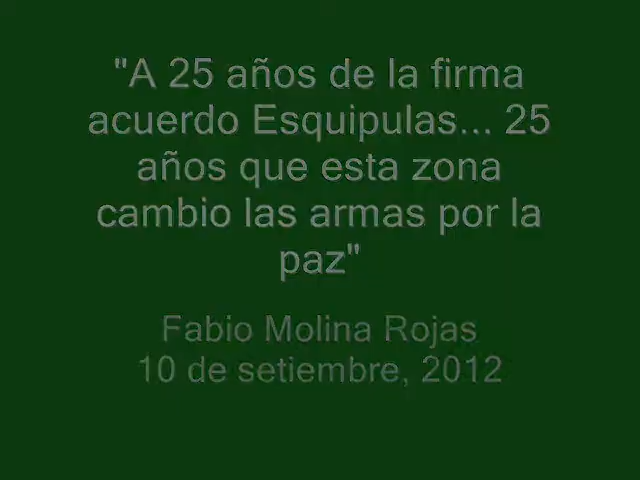 "A 25 años de la firma
acuerdo Esquipulas... 25
años que esta zona
cambio las armas por la
paz"
Fabio Molina Rojas
10 de setiembre, 2012